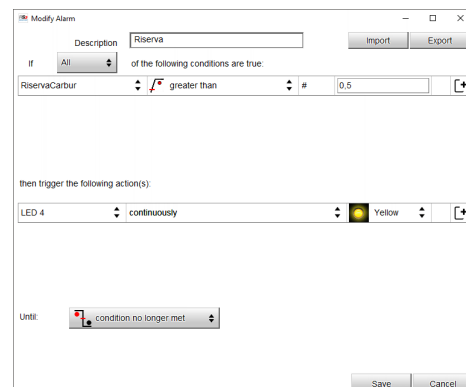 Modify Alarm
Description Riserva Import Export
If All of the following conditions are true:
RiservaCarbur greater than # 0,5
then trigger the following action(s):
LED 4 continuously Yellow
Until: condition no longer met
Save Cancel